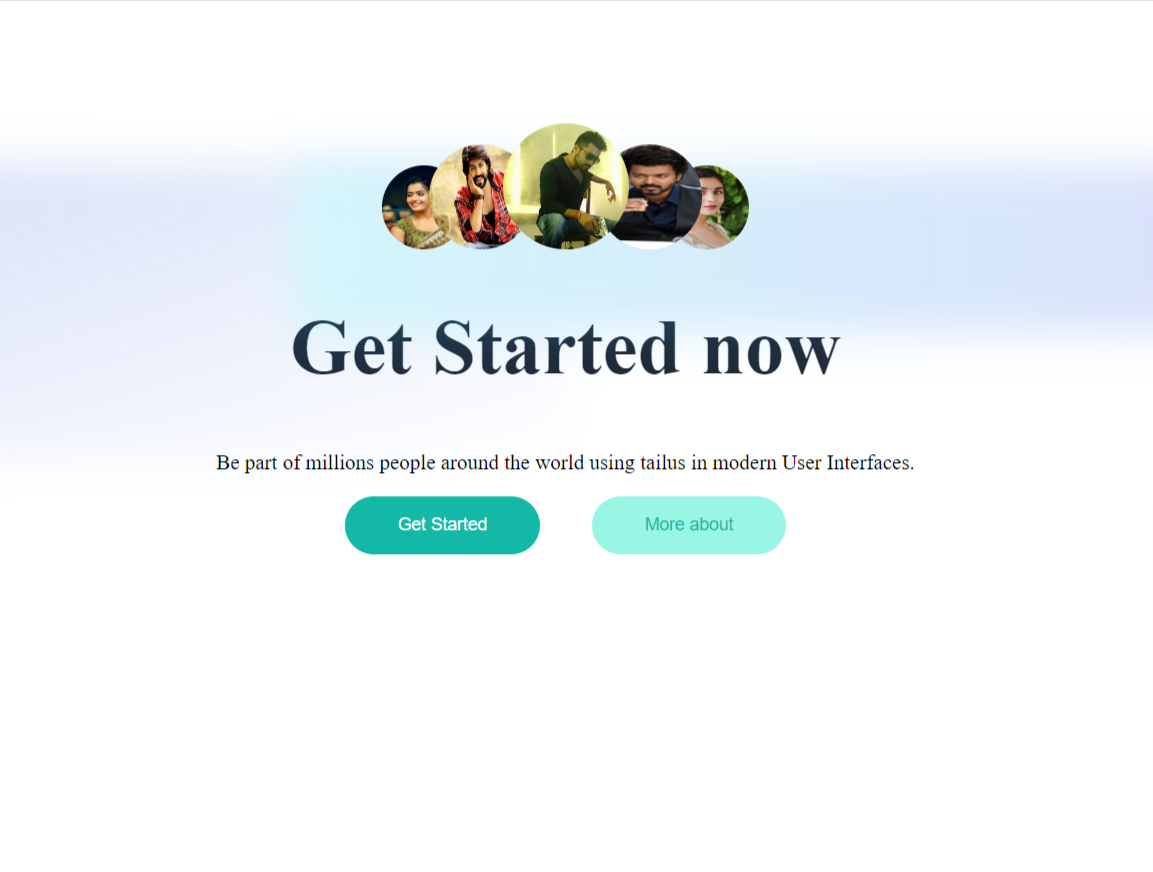 Get Started now
Be part of millions people around the world using tailus in modern User Interfaces.
Get Started
More about